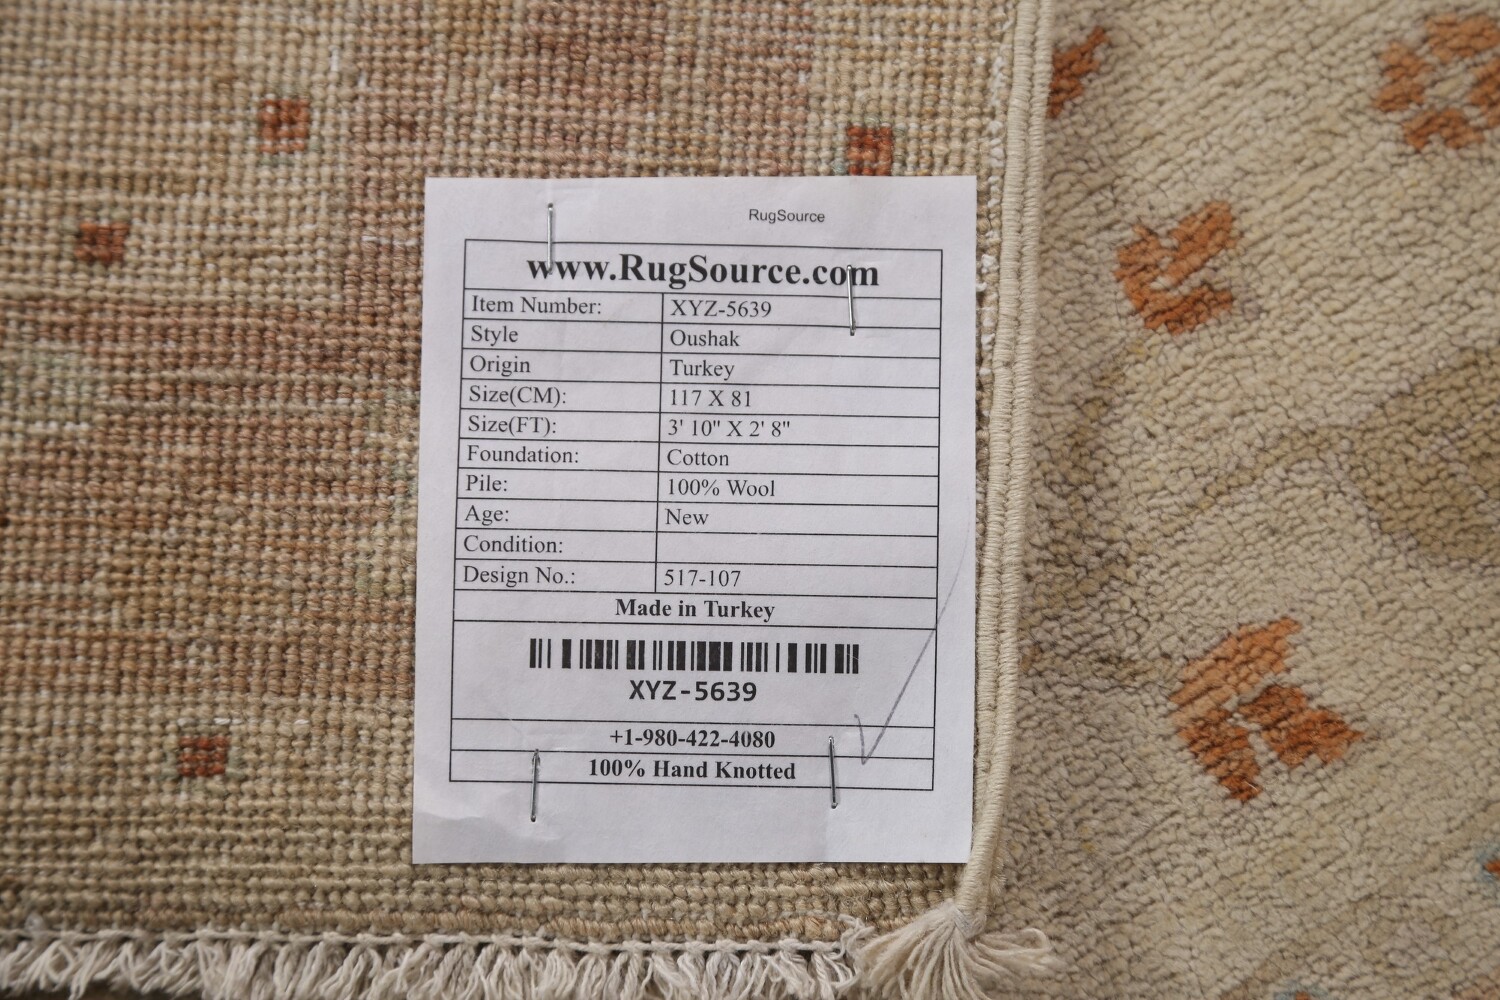 RugSource
www.RugSource.com
Item Number: XYZ-5639
Style Oushak
Origin Turkey
Size(CM): 117 X 81
Size(FT): 3' 10" X 2' 8"
Foundation: Cotton
Pile: 100% Wool
Age: New
Condition:
Design No.: 517-107
Made in Turkey
XYZ-5639
+1-980-422-4080
100% Hand Knotted